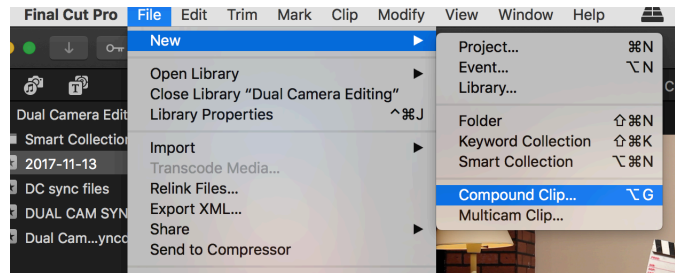 Final Cut Pro File Edit Trim Mark Clip Modify View Window Help
New
Project... ⌘N
Event... ⌥N
Library...
Folder ⇧⌘N
Keyword Collection ⇧⌘K
Smart Collection ⌥⌘N
Compound Clip... ⌥G
Multicam Clip...
Open Library
Close Library “Dual Camera Editing”
Library Properties ^⌘J
Import
Transcode Media...
Relink Files...
Export XML...
Share
Send to Compressor
Dual Camera Edit
Smart Collection
2017-11-13
DC sync files
DUAL CAM SYN
Dual Cam...ync